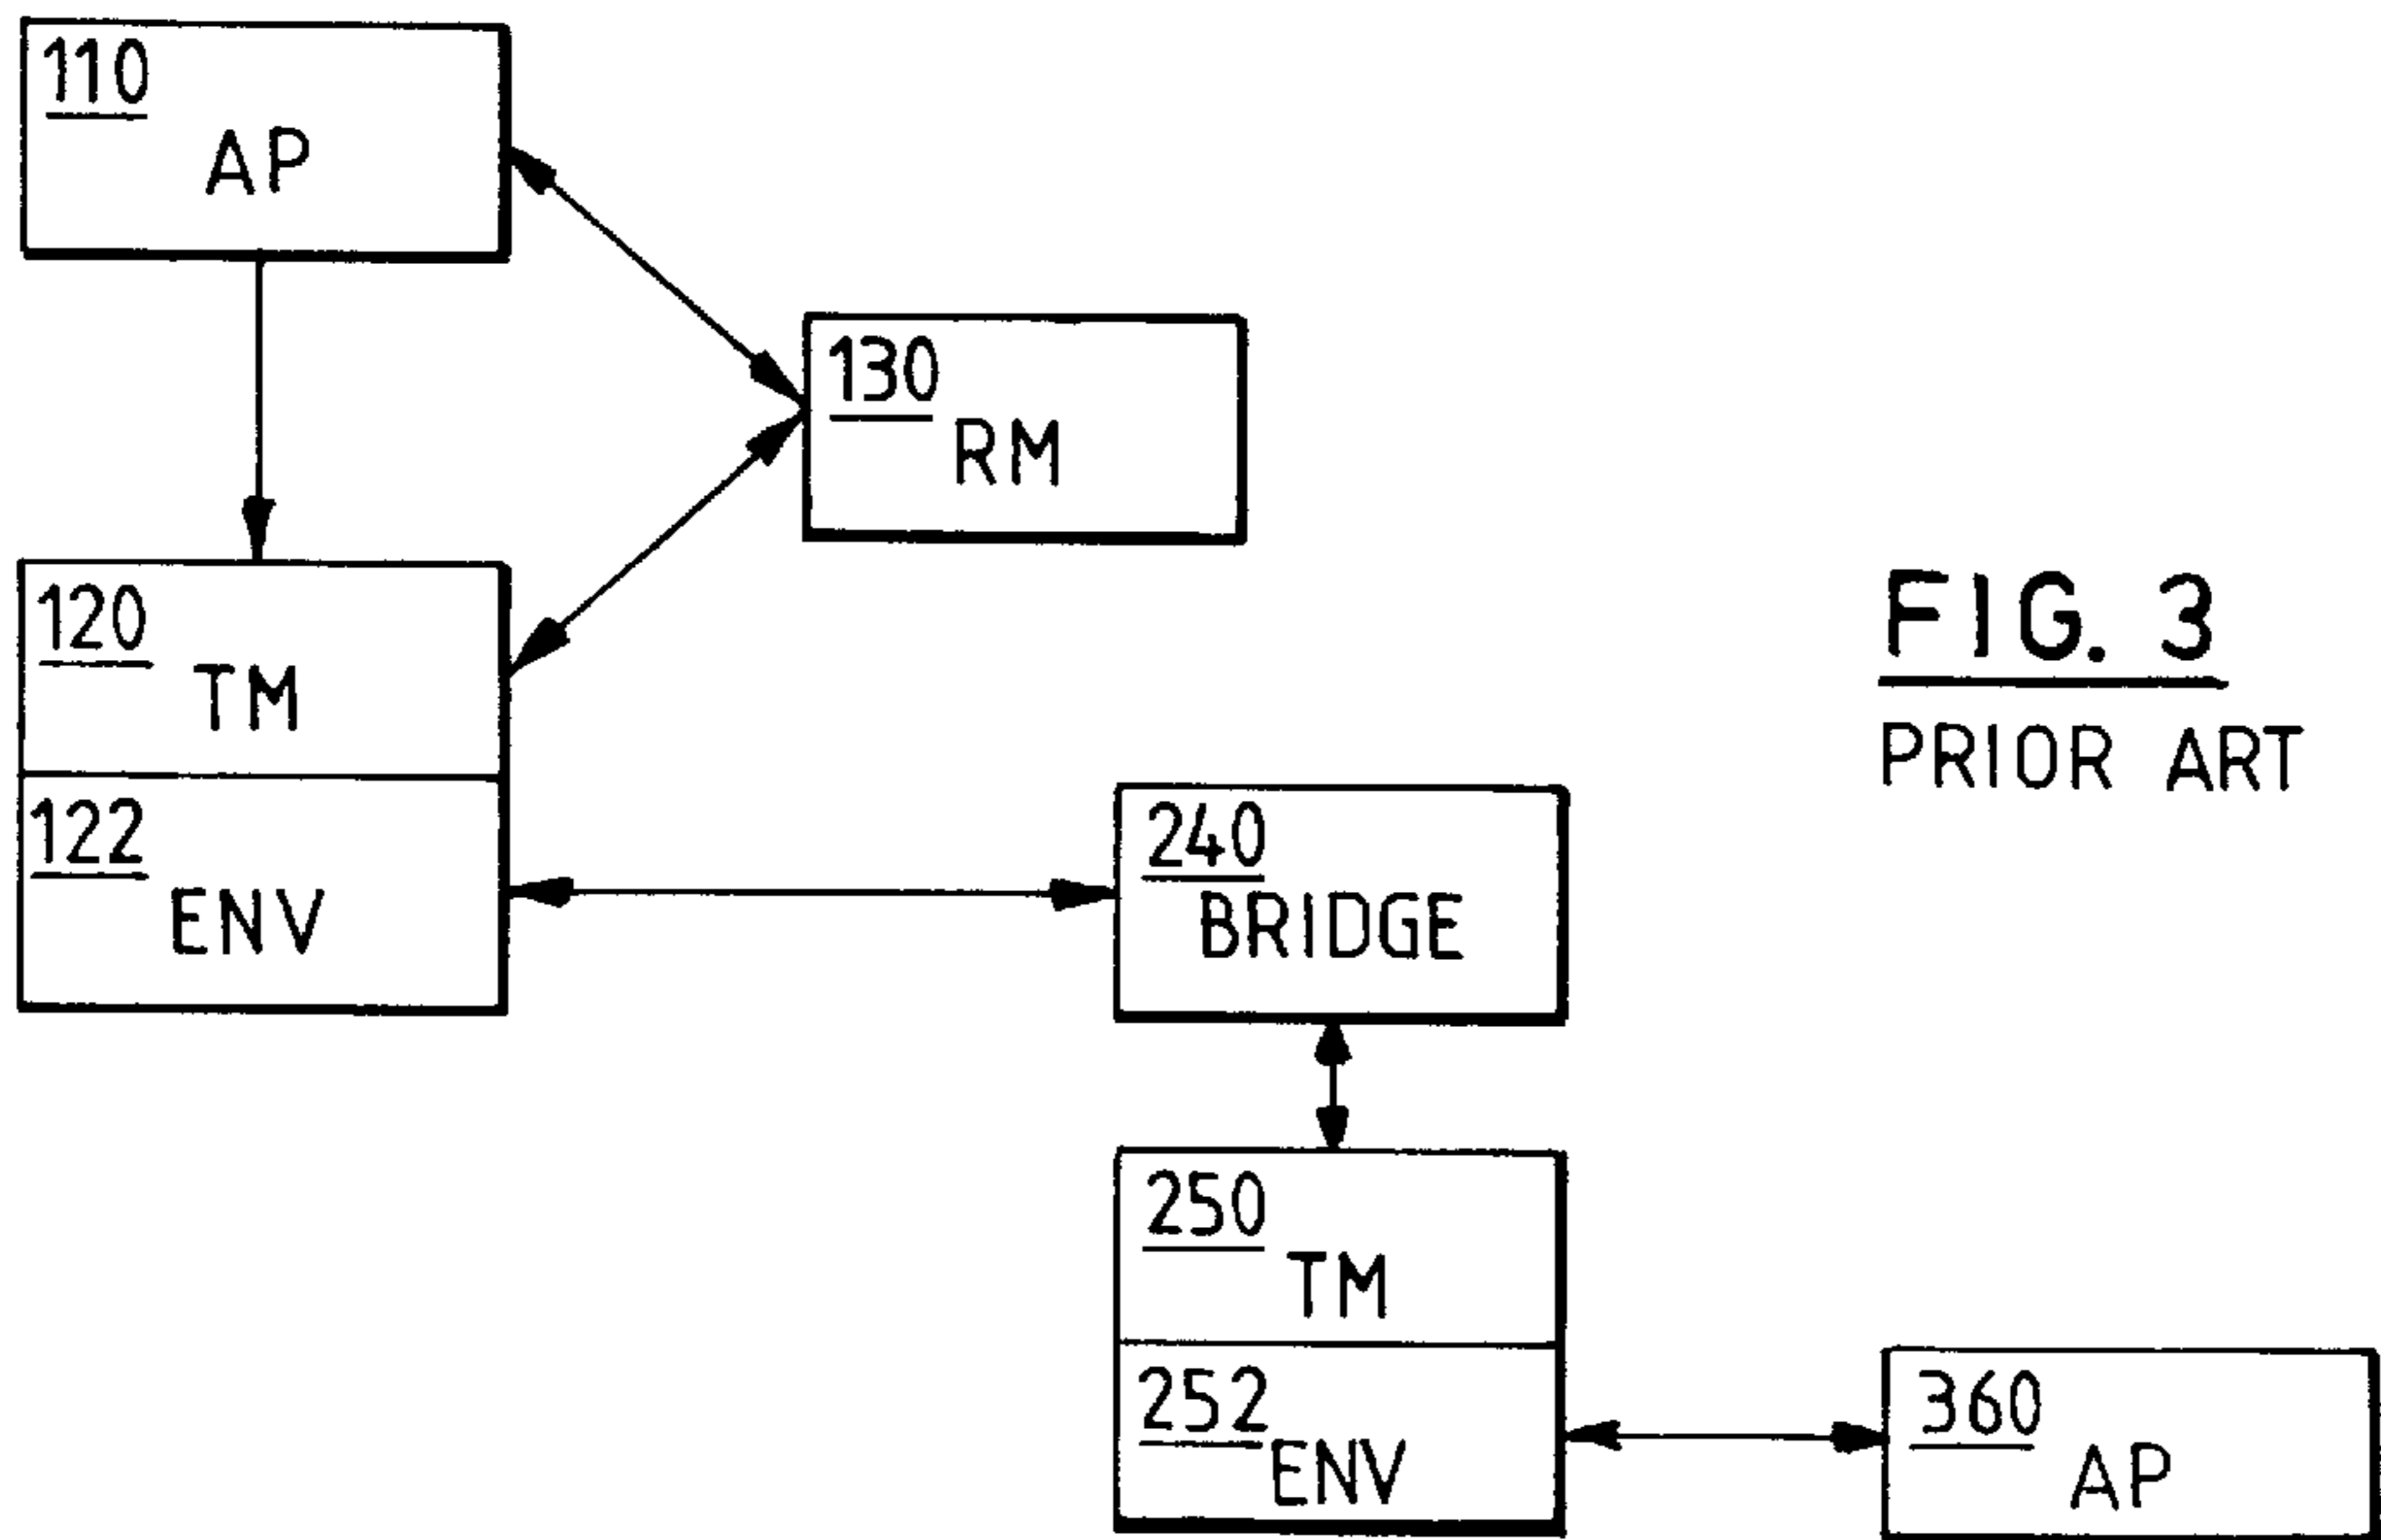 110
AP
130
RM
120
TM
FIG. 3
PRIOR ART
122
ENV
240
BRIDGE
250
TM
252
ENV
360
AP